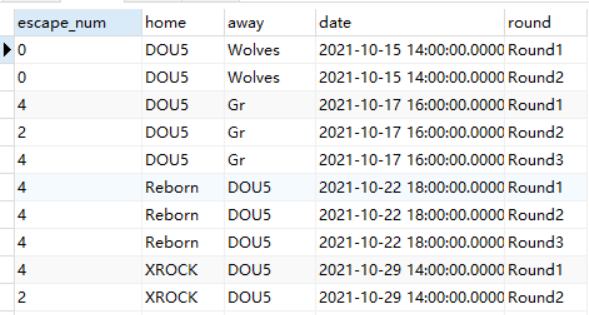 escape_num home away date round
0 DOU5 Wolves 2021-10-15 14:00:00.0000 Round1
0 DOU5 Wolves 2021-10-15 14:00:00.0000 Round2
4 DOU5 Gr 2021-10-17 16:00:00.0000 Round1
2 DOU5 Gr 2021-10-17 16:00:00.0000 Round2
4 DOU5 Gr 2021-10-17 16:00:00.0000 Round3
4 Reborn DOU5 2021-10-22 18:00:00.0000 Round1
4 Reborn DOU5 2021-10-22 18:00:00.0000 Round2
4 Reborn DOU5 2021-10-22 18:00:00.0000 Round3
4 XROCK DOU5 2021-10-29 14:00:00.0000 Round1
2 XROCK DOU5 2021-10-29 14:00:00.0000 Round2